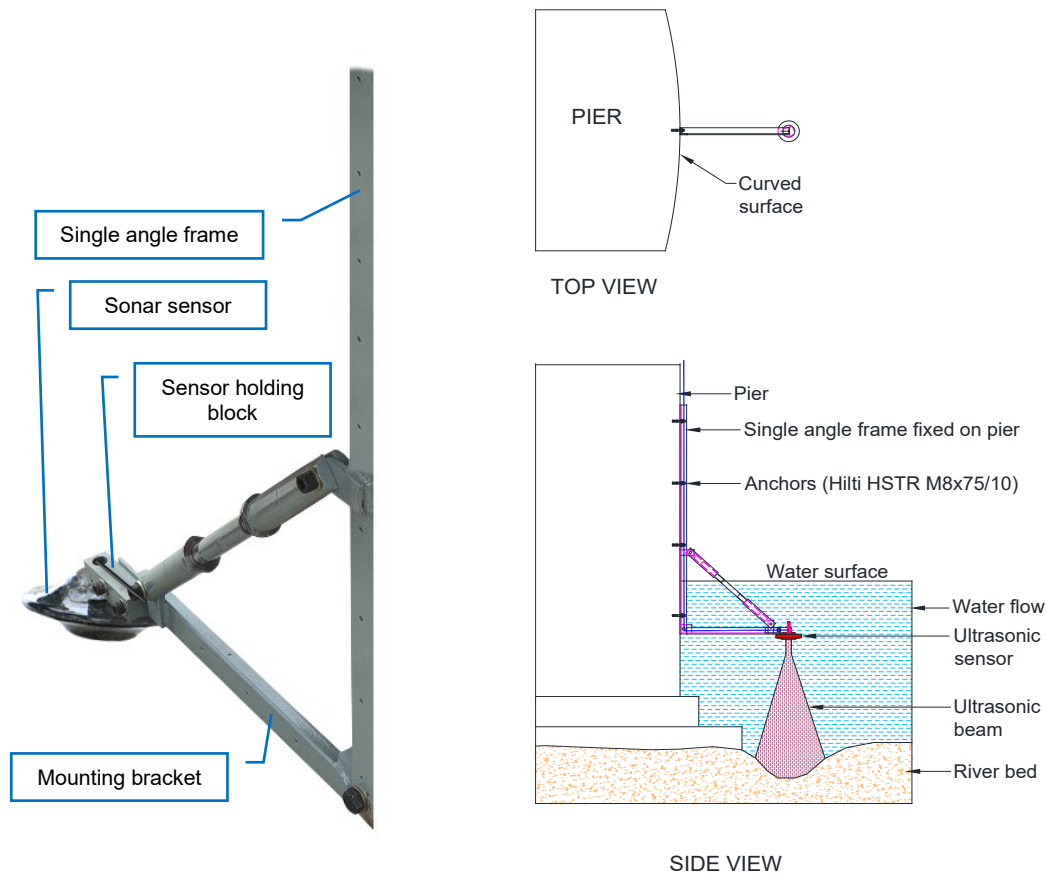 Single angle frame
Sonar sensor
Sensor holding
block
Mounting bracket
PIER
Curved
surface
TOP VIEW
Pier
Single angle frame fixed on pier
Anchors (Hilti HSTR M8x75/10)
Water surface
Water flow
Ultrasonic
sensor
Ultrasonic
beam
River bed
SIDE VIEW